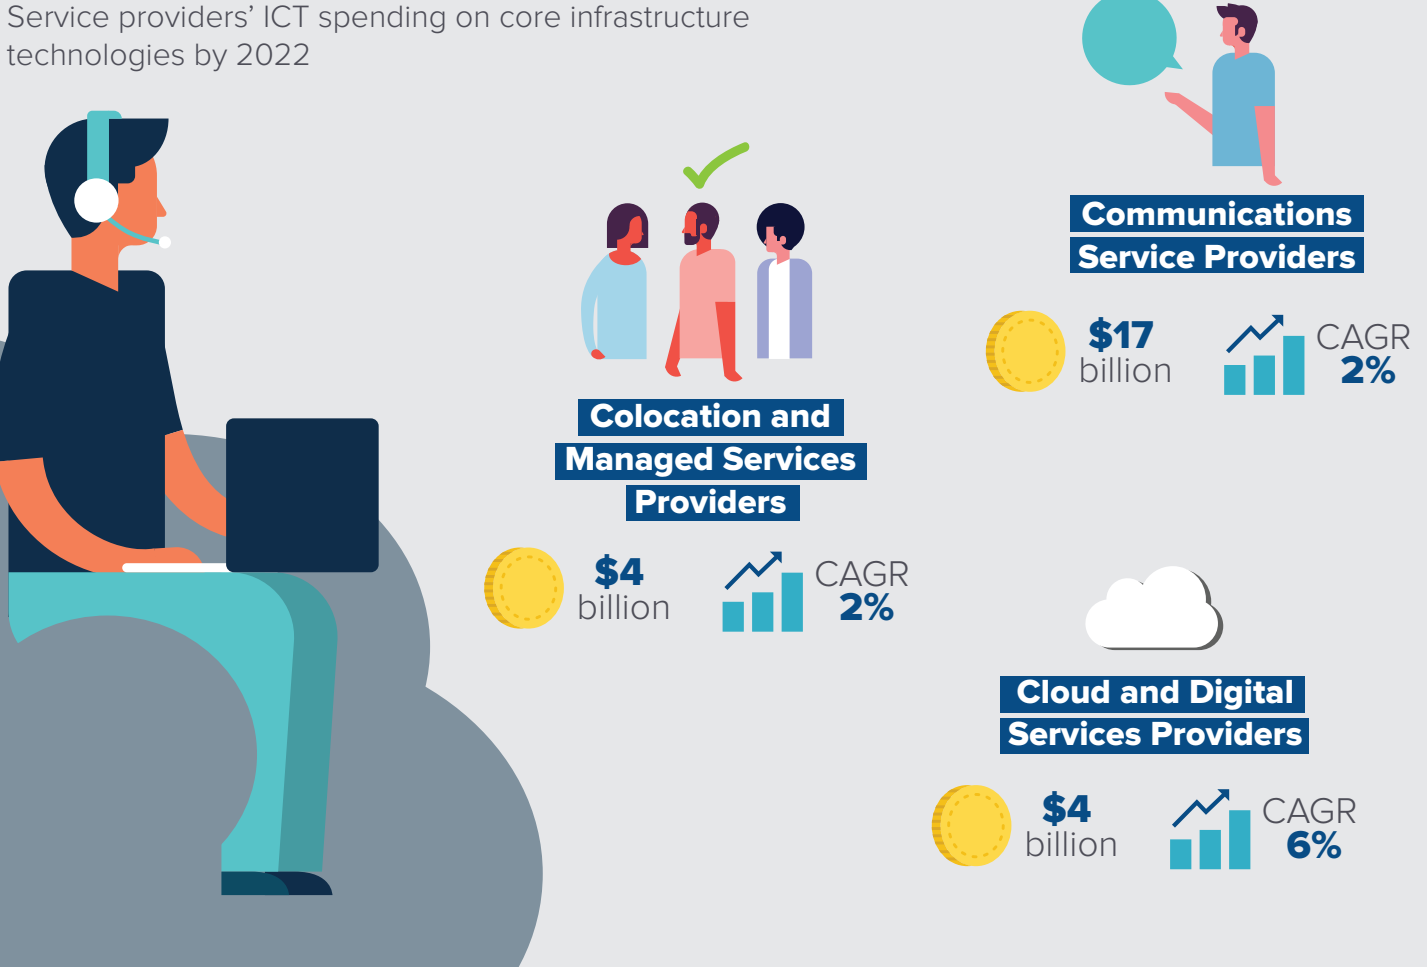 Service providers’ ICT spending on core infrastructure
technologies by 2022
Communications
Service Providers
$17
billion
CAGR
2%
Colocation and
Managed Services
Providers
$4
billion
CAGR
2%
Cloud and Digital
Services Providers
$4
billion
CAGR
6%